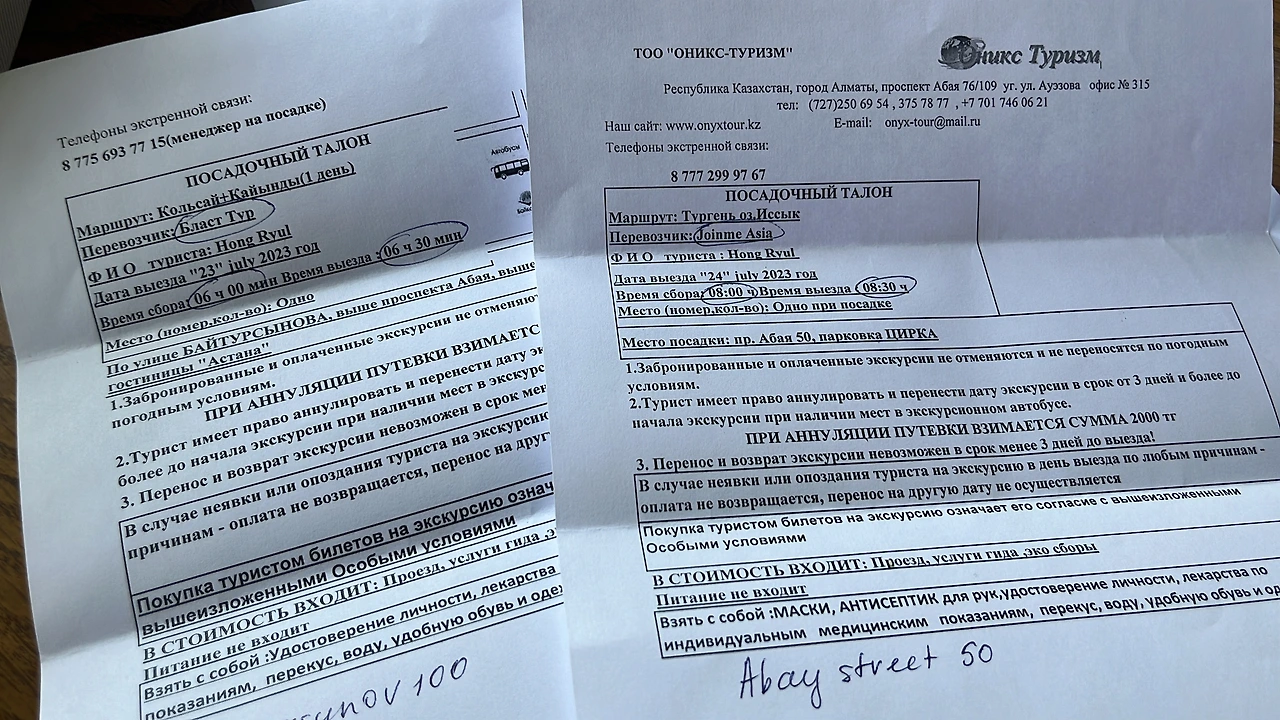 Телефоны экстренной связи:
8 775 693 77 15(менеджер на посадке)
ПОСАДОЧНЫЙ ТАЛОН
Маршрут: Кольсай+Кайынды(1 день)
Перевозчик: Бласт Тур
Ф И О туриста: Hong Ryul
Дата выезда "23" july 2023 год
Время сбора: 06 ч 00 мин Время выезда :06 ч 30 мин
Место (номер,кол-во): Одно
По улице БАЙТУРСЫНОВА, выше проспекта Абая, выше
гостиницы "Астана"
1.Забронированные и оплаченные экскурсии не отменяют
погодным условиям.
ПРИ АННУЛЯЦИИ ПУТЕВКИ ВЗИМАЕТС
2.Турист имеет право аннулировать и перенести дату эк
более до начала экскурсии при наличии мест в экскурс
3. Перенос и возврат экскурсии невозможен в срок мен
В случае неявки или опоздания туриста на экскурси
причинам - оплата не возвращается, перенос на друг
Покупка туристом билетов на экскурсию означ
вышеизложенными Особыми условиями
В СТОИМОСТЬ ВХОДИТ: Проезд, услуги гида ,э
Питание не входит
Взять с собой :Удостоверение личности, лекарства
показаниям, перекус, воду, удобную обувь и оде
100
Автобусы
ТОО "ОНИКС-ТУРИЗМ"
Оникс Туризм
Республика Казахстан, город Алматы, проспект Абая 76/109 уг. ул. Ауэзова офис № 315
тел: (727)250 69 54 , 375 78 77 , +7 701 746 06 21
Наш сайт: www.onyxtour.kz E-mail: onyx-tour@mail.ru
Телефоны экстренной связи:
8 777 299 97 67
ПОСАДОЧНЫЙ ТАЛОН
Маршрут: Тургень оз.Иссык
Перевозчик:Joinme Asia
Ф И О туриста : Hong Ryul
Дата выезда "24" july 2023 год
Время сбора: 08:00 ч Время выезда :08:30 ч
Место (номер,кол-во): Одно при посадке
Место посадки: пр. Абая 50, парковка ЦИРКА
1.Забронированные и оплаченные экскурсии не отменяются и не переносятся по погодным
условиям.
2.Турист имеет право аннулировать и перенести дату экскурсии в срок от 3 дней и более до
начала экскурсии при наличии мест в экскурсионном автобусе.
ПРИ АННУЛЯЦИИ ПУТЕВКИ ВЗИМАЕТСЯ СУММА 2000 тг
3. Перенос и возврат экскурсии невозможен в срок менее 3 дней до выезда!
В случае неявки или опоздания туриста на экскурсию в день выезда по любым причинам -
оплата не возвращается, перенос на другую дату не осуществляется
Покупка туристом билетов на экскурсию означает его согласие с вышеизложенными
Особыми условиями
В СТОИМОСТЬ ВХОДИТ: Проезд, услуги гида ,эко сборы
Питание не входит
Взять с собой :МАСКИ, АНТИСЕПТИК для рук,удостоверение личности, лекарства по
индивидуальным медицинским показаниям, перекус, воду, удобную обувь и од
Abay street 50